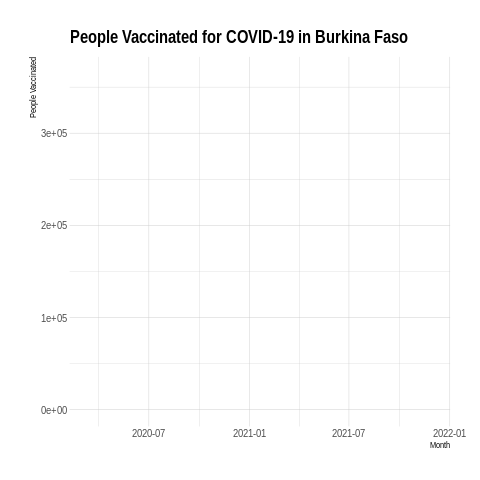 People Vaccinated for COVID-19 in Burkina Faso
People Vaccinated
3e+05
2e+05
1e+05
0e+00
2020-07 2021-01 2021-07 2022-01
Month